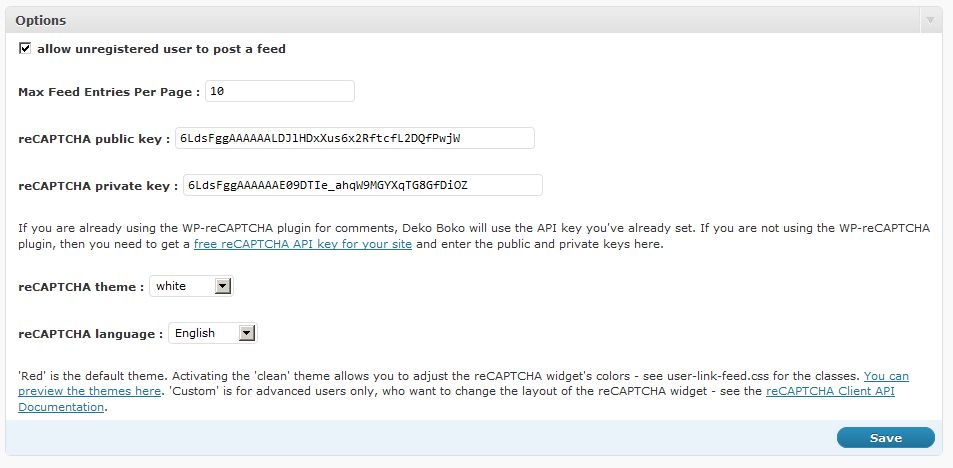 Options
allow unregistered user to post a feed
Max Feed Entries Per Page : 10
reCAPTCHA public key : 6LdsFggAAAAAALDJlHDxXus6x2RftcfL2DQfPwjW
reCAPTCHA private key : 6LdsFggAAAAAAE09DTIe_ahqW9MGYXqTG8GfDiOZ
If you are already using the WP-reCAPTCHA plugin for comments, Deko Boko will use the API key you've already set. If you are not using the WP-reCAPTCHA
plugin, then you need to get a free reCAPTCHA API key for your site and enter the public and private keys here.
reCAPTCHA theme : white
reCAPTCHA language : English
'Red' is the default theme. Activating the 'clean' theme allows you to adjust the reCAPTCHA widget's colors - see user-link-feed.css for the classes. You can
preview the themes here. 'Custom' is for advanced users only, who want to change the layout of the reCAPTCHA widget - see the reCAPTCHA Client API
Documentation.
Save